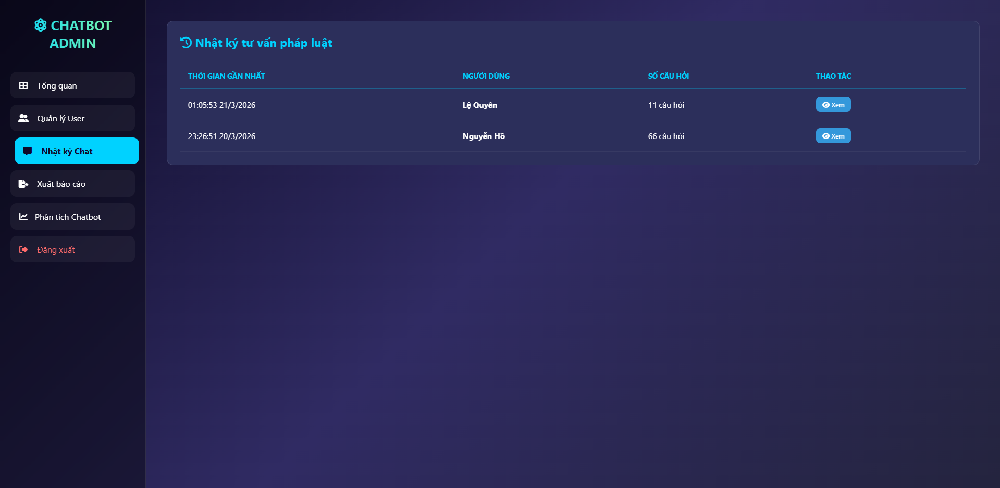 CHATBOT
ADMIN
Tổng quan
Quản lý User
Nhật ký Chat
Xuất báo cáo
Phân tích Chatbot
Đăng xuất
Nhật ký tư vấn pháp luật
THỜI GIAN GẦN NHẤT NGƯỜI DÙNG SỐ CÂU HỎI THAO TÁC
01:05:53 21/3/2026 Lệ Quyên 11 câu hỏi Xem
23:26:51 20/3/2026 Nguyễn Hồ 66 câu hỏi Xem